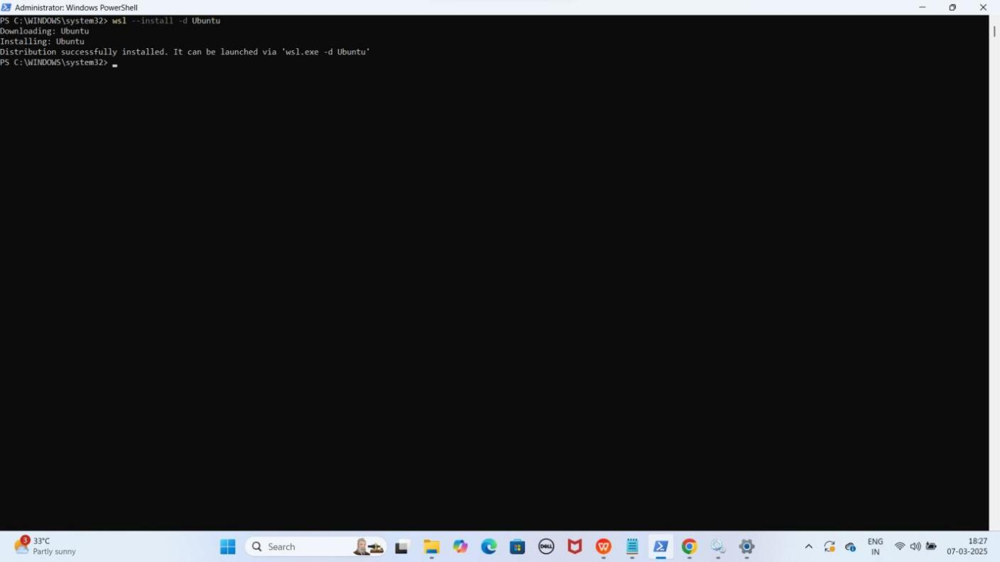 Administrator: Windows PowerShell
PS C:\WINDOWS\system32> wsl --install -d Ubuntu
Downloading: Ubuntu
Installing: Ubuntu
Distribution successfully installed. It can be launched via 'wsl.exe -d Ubuntu'
PS C:\WINDOWS\system32>
3
33°C
Partly sunny
Search
DELL
W
ENG
IN
18:27
07-03-2025